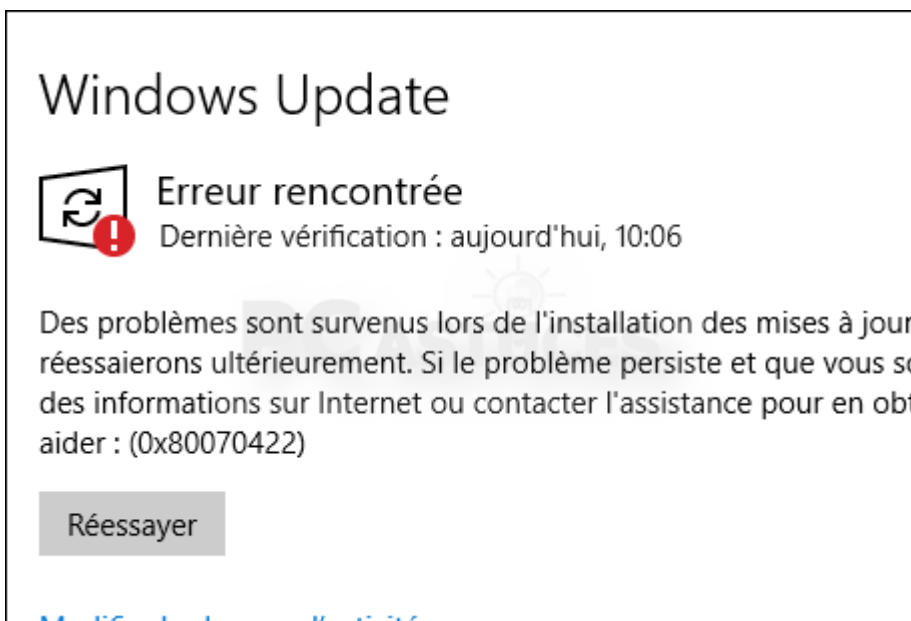 Windows Update
Erreur rencontrée
Dernière vérification : aujourd'hui, 10:06
PC ASTUCES
Des problèmes sont survenus lors de l'installation des mises à jour
réessaierons ultérieurement. Si le problème persiste et que vous
des informations sur Internet ou contacter l'assistance pour en
aider : (0x80070422)
Réessayer